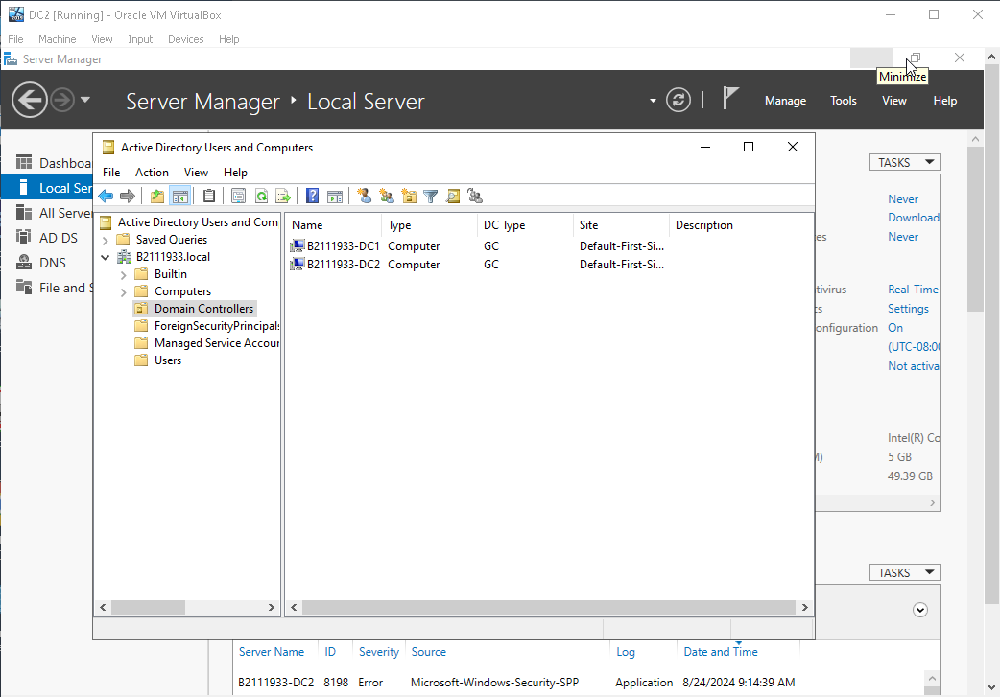 DC2 [Running] - Oracle VM VirtualBox
File Machine View Input Devices Help
Server Manager
Minimize
Server Manager ‣ Local Server
Manage Tools View Help
Dashboa
Local Ser
All Server
AD DS
DNS
File and S
Active Directory Users and Computers
File Action View Help
Active Directory Users and Com
Saved Queries
B2111933.local
Builtin
Computers
Domain Controllers
ForeignSecurityPrincipals
Managed Service Accour
Users
Name Type DC Type Site Description
B2111933-DC1 Computer GC Default-First-Si...
B2111933-DC2 Computer GC Default-First-Si...
TASKS
Never
Download
es Never
tivirus Real-Time
ts Settings
onfiguration On
(UTC-08:00
Not activa
Intel(R) Co
M) 5 GB
49.39 GB
TASKS
Server Name ID Severity Source Log Date and Time
B2111933-DC2 8198 Error Microsoft-Windows-Security-SPP Application 8/24/2024 9:14:39 AM